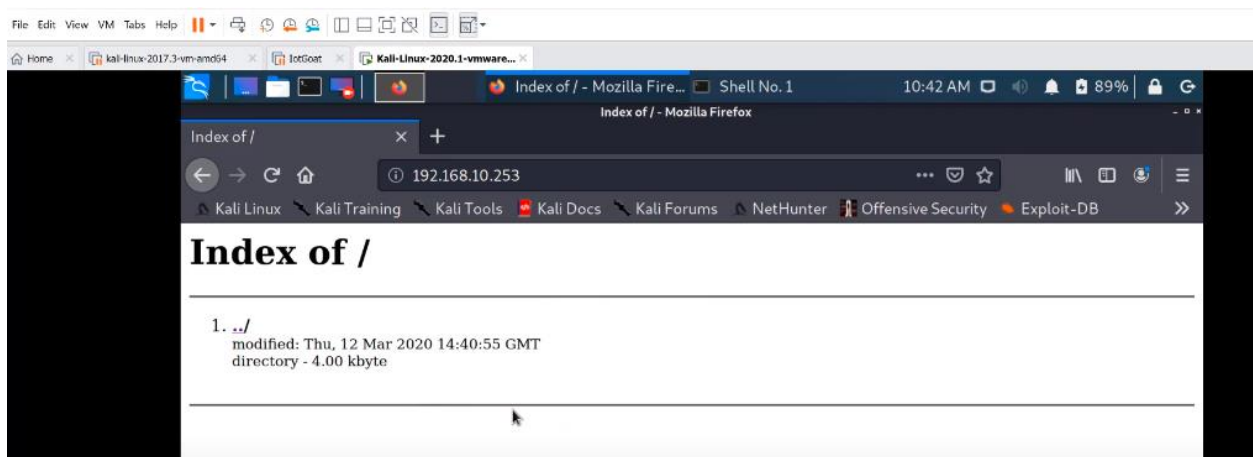 File Edit View VM Tabs Help
Home kali-linux-2017.3-vm-amd64 IotGoat Kali-Linux-2020.1-vmware...
Index of / - Mozilla Fire... Shell No. 1 10:42 AM 89%
Index of / - Mozilla Firefox
Index of /
192.168.10.253
Kali Linux Kali Training Kali Tools Kali Docs Kali Forums NetHunter Offensive Security Exploit-DB
Index of /
1. ../
modified: Thu, 12 Mar 2020 14:40:55 GMT
directory - 4.00 kbyte